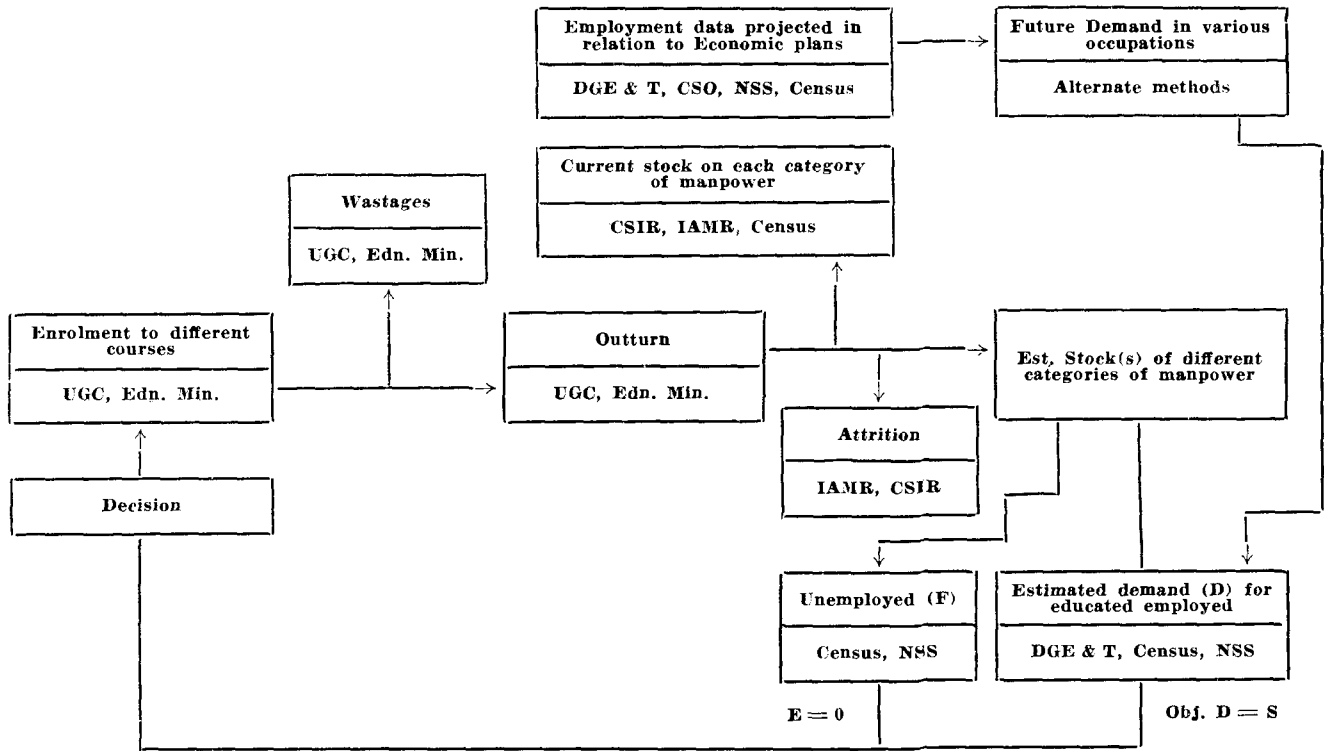 Employment data projected in
relation to Economic plans
DGE & T, CSO, NSS, Census
Future Demand in various
occupations
Alternate methods
Current stock on each category
of manpower
CSIR, IAMR, Census
Wastages
UGC, Edn. Min.
Enrolment to different
courses
UGC, Edn. Min.
Outturn
UGC, Edn. Min.
Est. Stock(s) of different
categories of manpower
Attrition
IAMR, CSIR
Decision
Unemployed (F)
Census, NSS
Estimated demand (D) for
educated employed
DGE & T, Census, NSS
E = 0
Obj. D = S